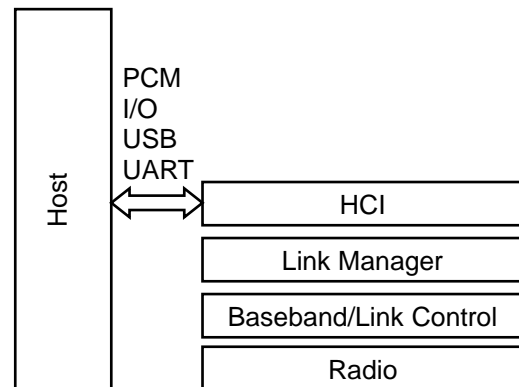 Host
PCM
I/O
USB
UART
HCI
Link Manager
Baseband/Link Control
Radio